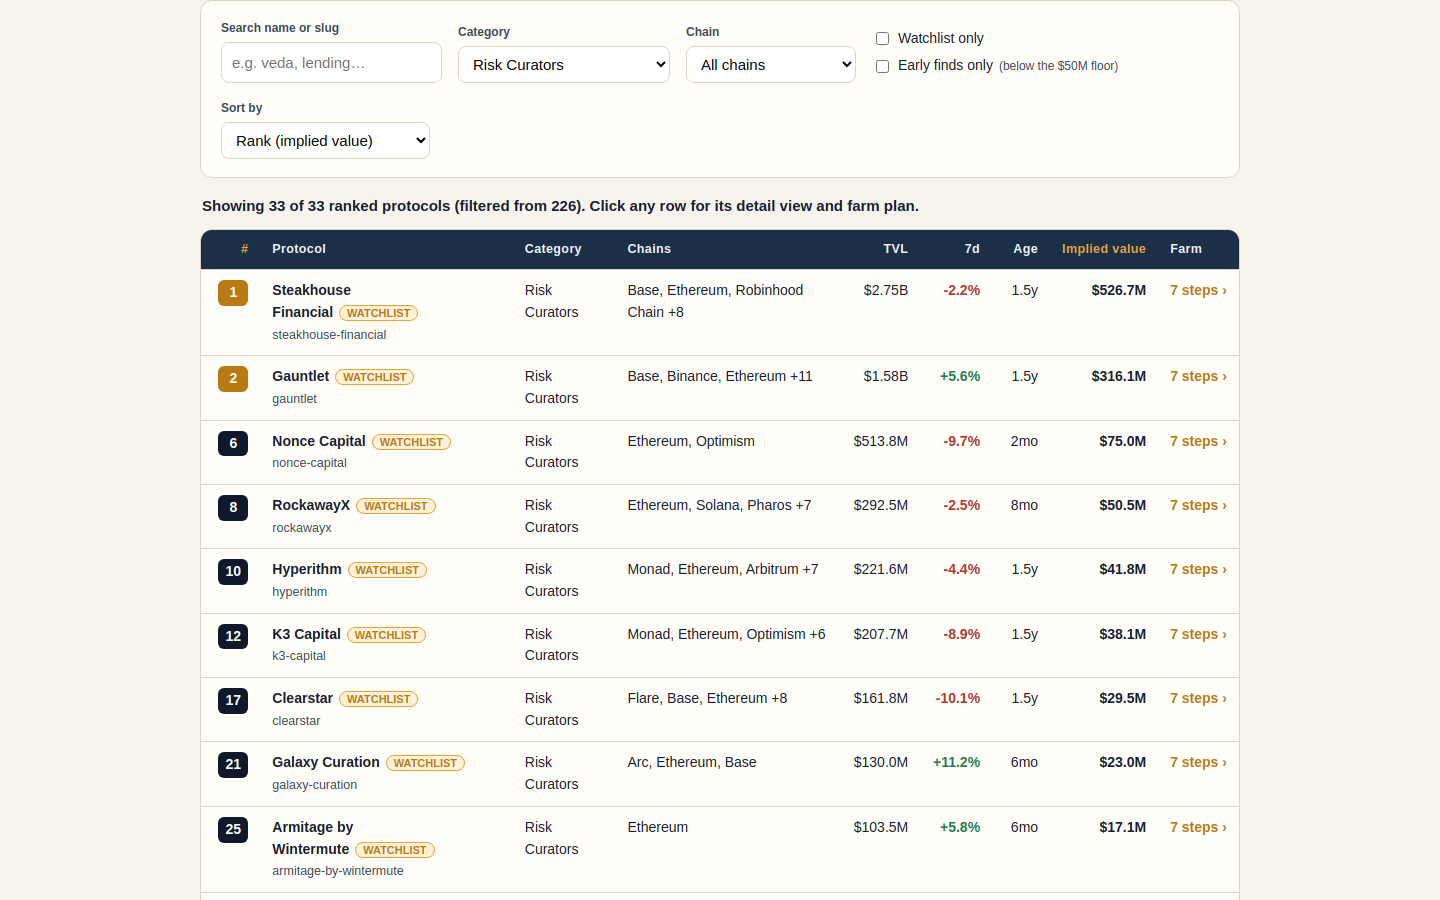 Search name or slug
e.g. veda, lending…
Category
Risk Curators
Chain
All chains
Watchlist only
Early finds only (below the $50M floor)
Sort by
Rank (implied value)
Showing 33 of 33 ranked protocols (filtered from 226). Click any row for its detail view and farm plan.
# Protocol Category Chains TVL 7d Age Implied value Farm
1 Steakhouse Financial WATCHLIST Risk Curators Base, Ethereum, Robinhood Chain +8 $2.75B -2.2% 1.5y $526.7M 7 steps ›
steakhouse-financial
2 Gauntlet WATCHLIST Risk Curators Base, Binance, Ethereum +11 $1.58B +5.6% 1.5y $316.1M 7 steps ›
gauntlet
6 Nonce Capital WATCHLIST Risk Curators Ethereum, Optimism $513.8M -9.7% 2mo $75.0M 7 steps ›
nonce-capital
8 RockawayX WATCHLIST Risk Curators Ethereum, Solana, Pharos +7 $292.5M -2.5% 8mo $50.5M 7 steps ›
rockawayx
10 Hyperithm WATCHLIST Risk Curators Monad, Ethereum, Arbitrum +7 $221.6M -4.4% 1.5y $41.8M 7 steps ›
hyperithm
12 K3 Capital WATCHLIST Risk Curators Monad, Ethereum, Optimism +6 $207.7M -8.9% 1.5y $38.1M 7 steps ›
k3-capital
17 Clearstar WATCHLIST Risk Curators Flare, Base, Ethereum +8 $161.8M -10.1% 1.5y $29.5M 7 steps ›
clearstar
21 Galaxy Curation WATCHLIST Risk Curators Arc, Ethereum, Base $130.0M +11.2% 6mo $23.0M 7 steps ›
galaxy-curation
25 Armitage by Wintermute WATCHLIST Risk Curators Ethereum $103.5M +5.8% 6mo $17.1M 7 steps ›
armitage-by-wintermute